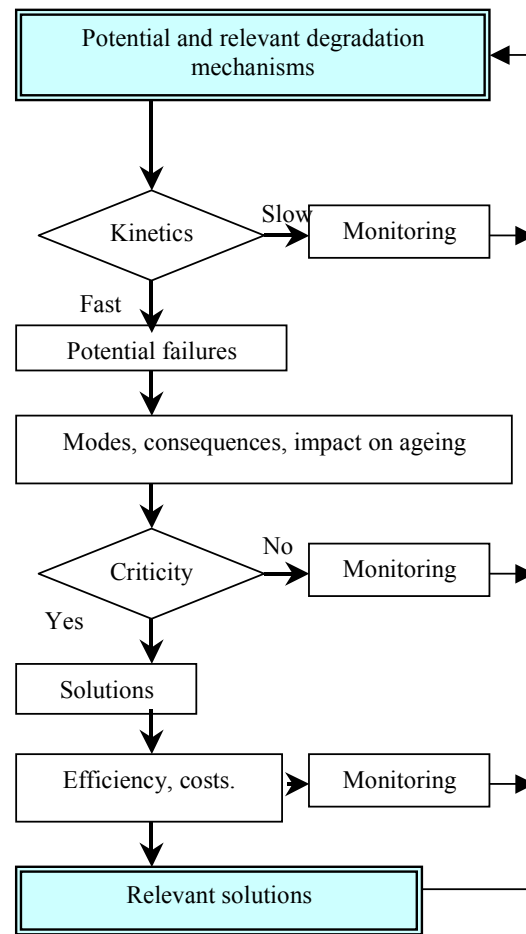 Potential and relevant degradation
mechanisms
Slow
Kinetics
Monitoring
Fast
Potential failures
Modes, consequences, impact on ageing
No
Criticity
Monitoring
Yes
Solutions
Efficiency, costs.
Monitoring
Relevant solutions